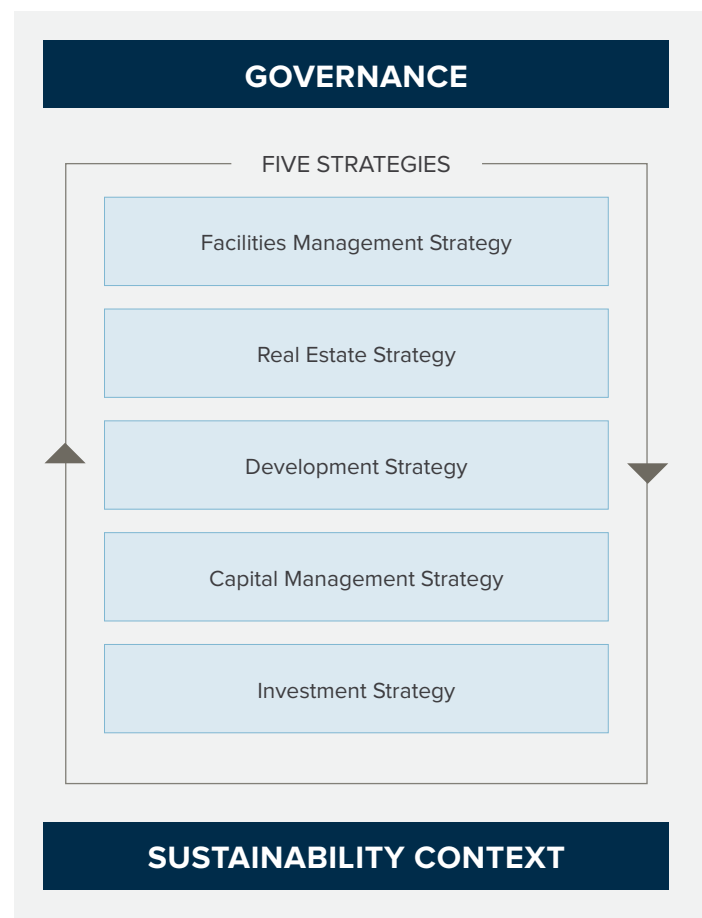 GOVERNANCE
FIVE STRATEGIES
Facilities Management Strategy
Real Estate Strategy
Development Strategy
Capital Management Strategy
Investment Strategy
SUSTAINABILITY CONTEXT